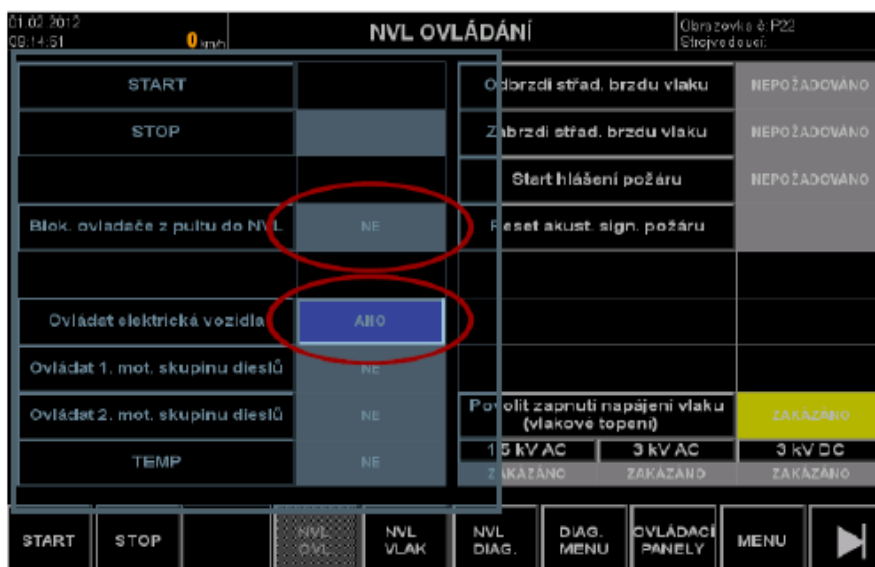 01.02.2012
09:14:51
0 km/h
NVL OVLÁDÁNÍ
Obrazovka č: P22
Strojvedoucí:
START
Odbrzdi střad. brzdu vlaku
NEPOŽADOVÁNO
STOP
Zabrzdi střad. brzdu vlaku
NEPOŽADOVÁNO
Start hlášení požáru
NEPOŽADOVÁNO
Blok. ovladače z pultu do NVL
NE
Reset akust. sign. požáru
Ovládat elektrická vozidla
ANO
Ovládat 1. mot. skupinu dieslů
NE
Ovládat 2. mot. skupinu dieslů
NE
Povolit zapnutí napájení vlaku
(vlakové topení)
ZAKÁZÁNO
TEMP
NE
1,5 kV AC
3 kV AC
3 kV DC
ZAKÁZÁNO
ZAKÁZÁNO
ZAKÁZÁNO
START
STOP
NVL
OVL.
NVL
VLAK
NVL
DIAG.
DIAG.
MENU
OVLÁDACÍ
PANELY
MENU